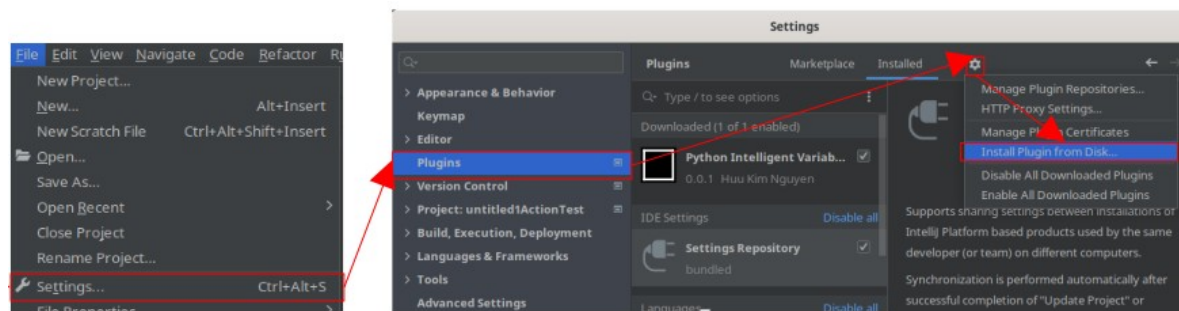 File Edit View Navigate Code Refactor
New Project...
New... Alt+Insert
New Scratch File Ctrl+Alt+Shift+Insert
Open...
Save As...
Open Recent
Close Project
Rename Project...
Settings... Ctrl+Alt+S
File Properties
Settings
Appearance & Behavior
Keymap
Editor
Plugins
Version Control
Project: untitled1ActionTest
Build, Execution, Deployment
Languages & Frameworks
Tools
Advanced Settings
Plugins Marketplace Installed
Type / to see options
Downloaded (1 of 1 enabled)
Python Intelligent Variab...
0.0.1 Huu Kim Nguyen
IDE Settings Disable all
Settings Repository
bundled
Languages Disable all
Manage Plugin Repositories...
HTTP Proxy Settings...
Manage Plugin Certificates
Install Plugin from Disk...
Disable All Downloaded Plugins
Enable All Downloaded Plugins
Supports sharing settings between installations of
IntelliJ Platform based products used by the same
developer (or team) on different computers.
Synchronization is performed automatically after
successful completion of "Update Project" or